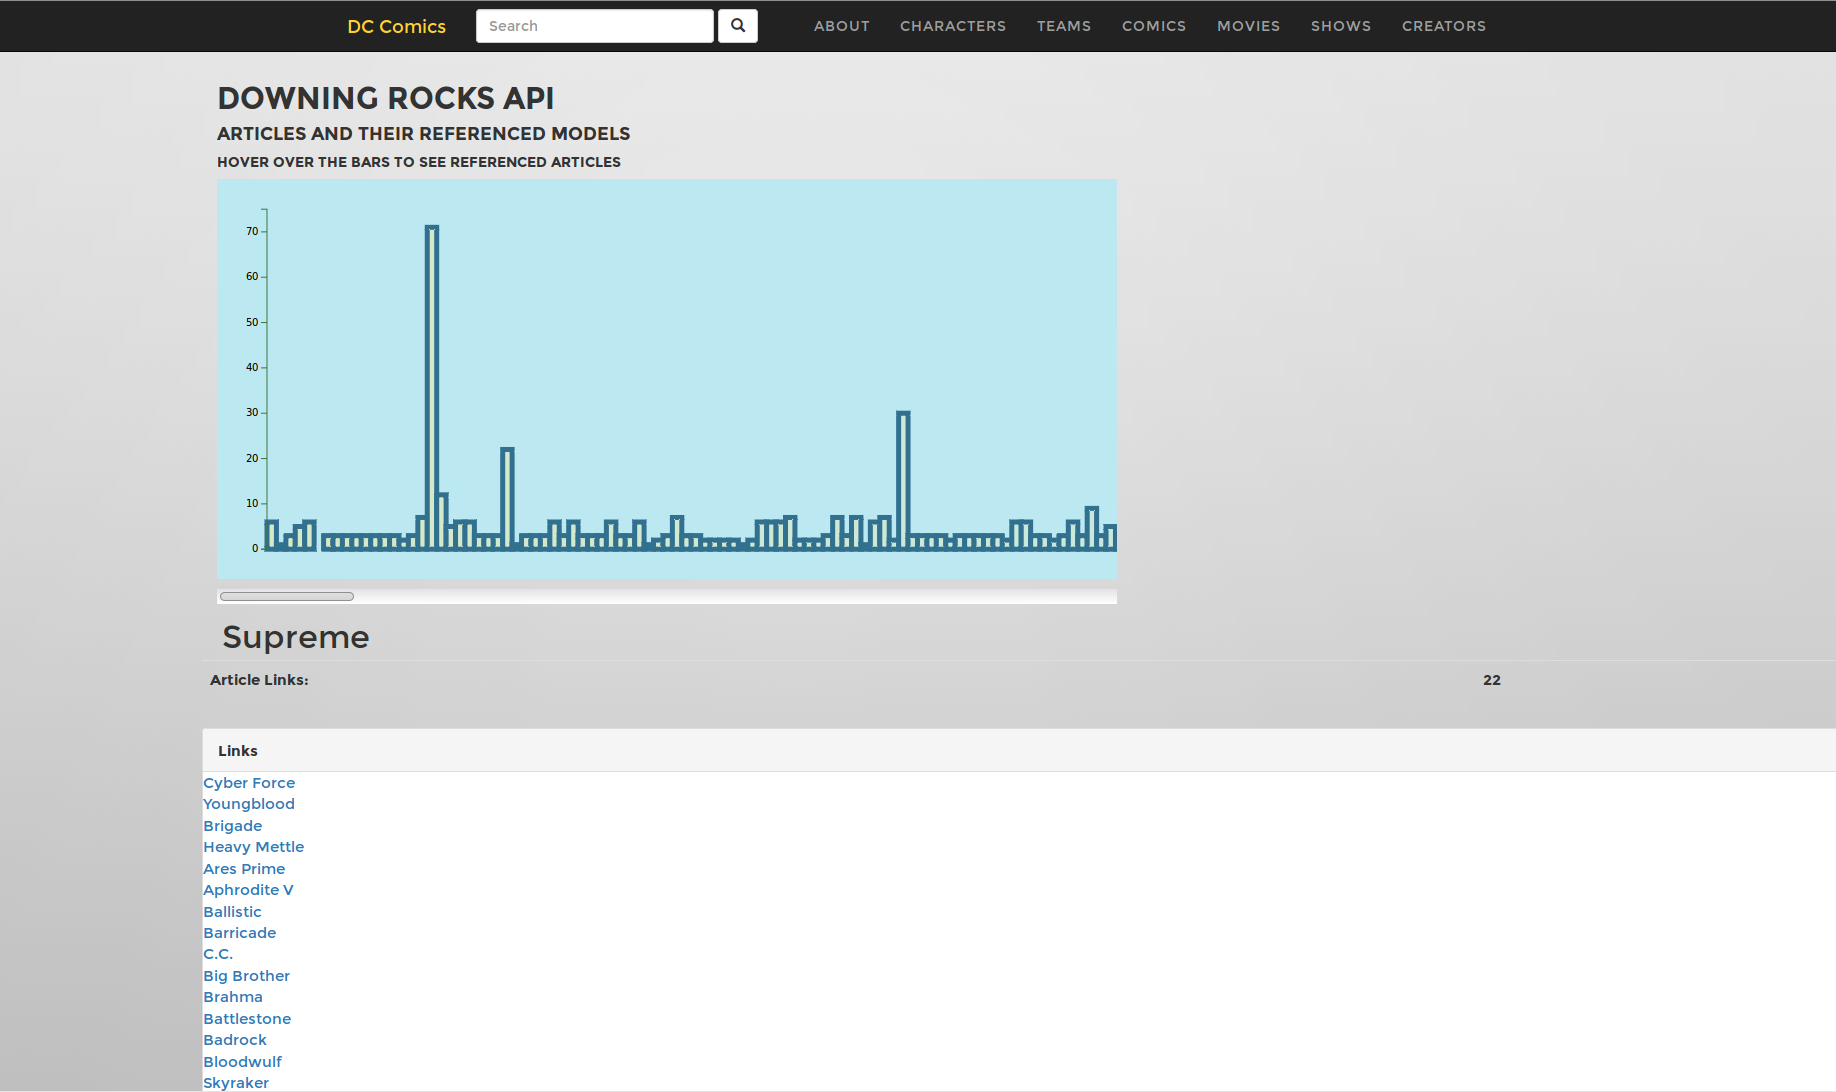 DC Comics Search ABOUT CHARACTERS TEAMS COMICS MOVIES SHOWS CREATORS
DOWNING ROCKS API
ARTICLES AND THEIR REFERENCED MODELS
HOVER OVER THE BARS TO SEE REFERENCED ARTICLES
70
60
50
40
30
20
10
0
Supreme
Article Links: 22
Links
Cyber Force
Youngblood
Brigade
Heavy Mettle
Ares Prime
Aphrodite V
Ballistic
Barricade
C.C.
Big Brother
Brahma
Battlestone
Badrock
Bloodwulf
Skyraker